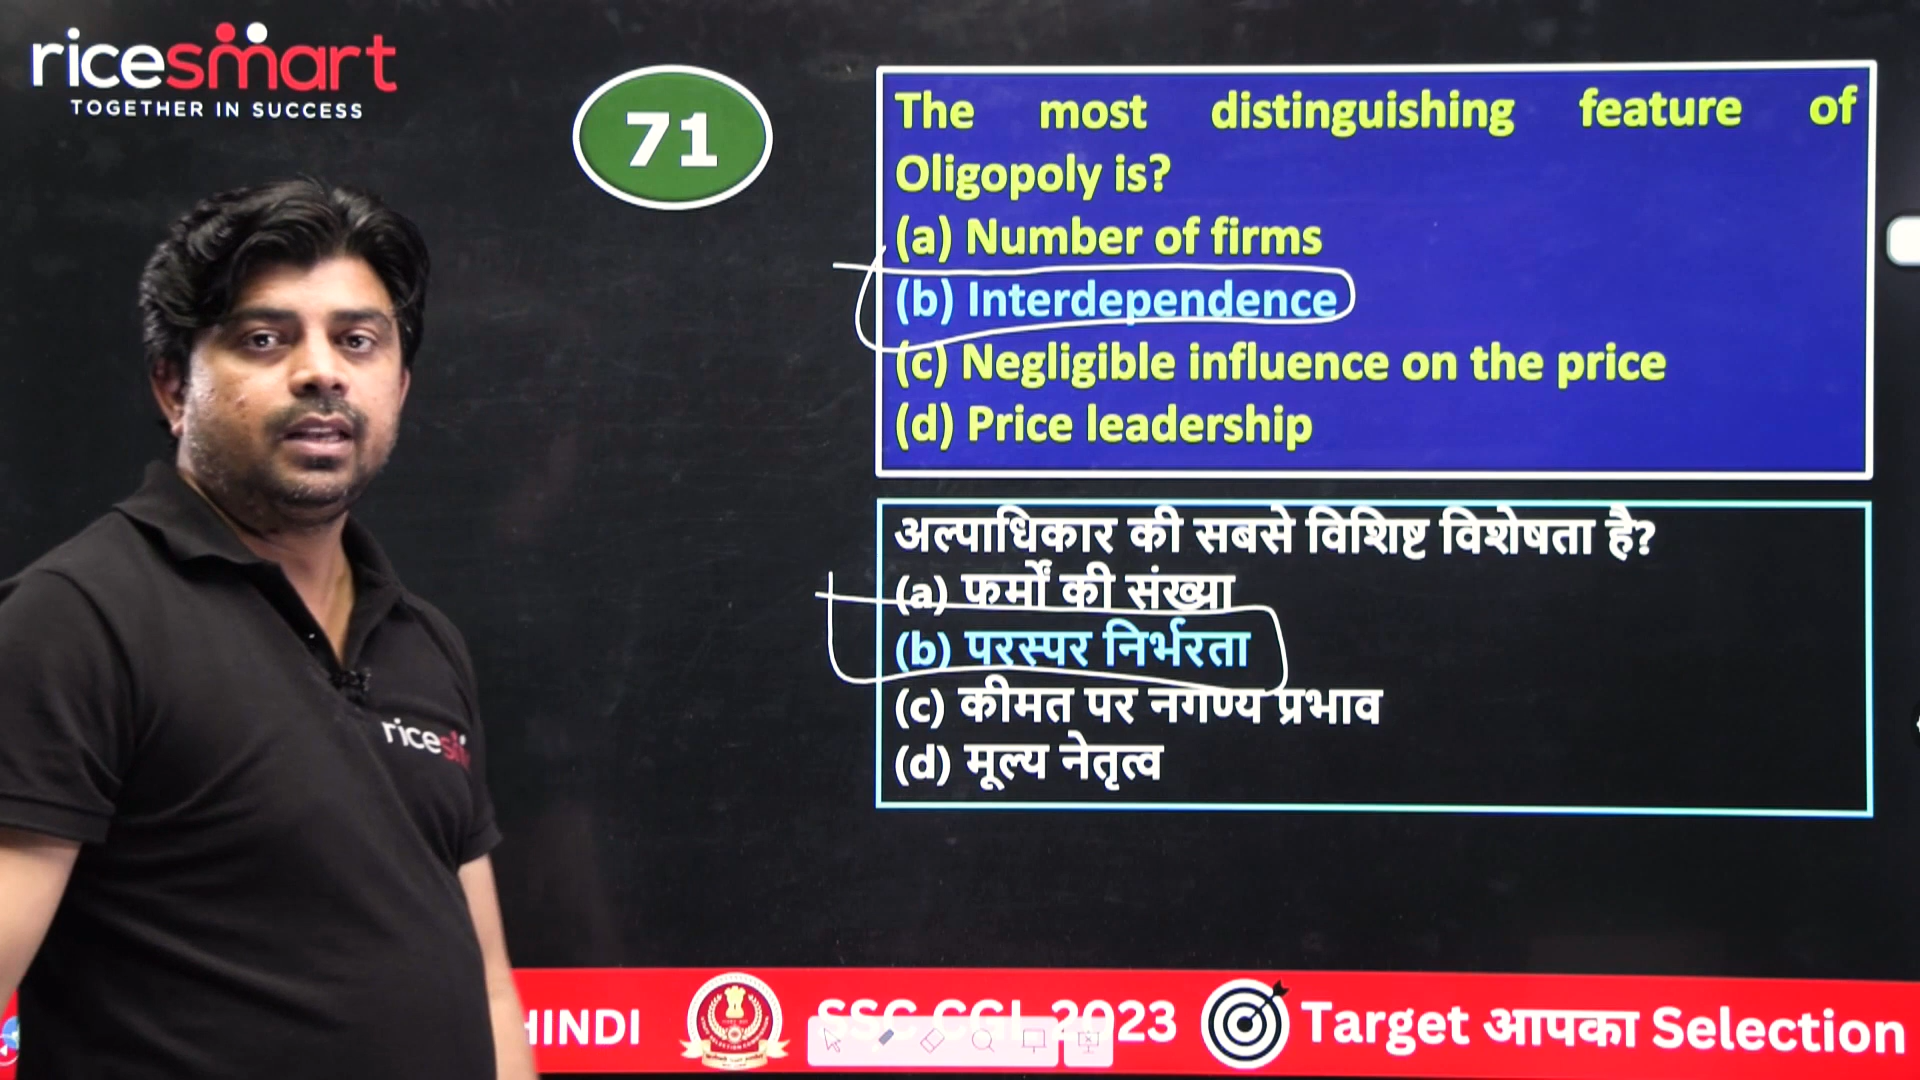 ricesmart
TOGETHER IN SUCCESS
71
The most distinguishing feature of
Oligopoly is?
(a) Number of firms
(b) Interdependence
(c) Negligible influence on the price
(d) Price leadership
अल्पाधिकार की सबसे विशिष्ट विशेषता है?
(a) फर्मों की संख्या
(b) परस्पर निर्भरता
(c) कीमत पर नगण्य प्रभाव
(d) मूल्य नेतृत्व
ricesm
HINDI
SSC CGL 2023
Target आपका Selection